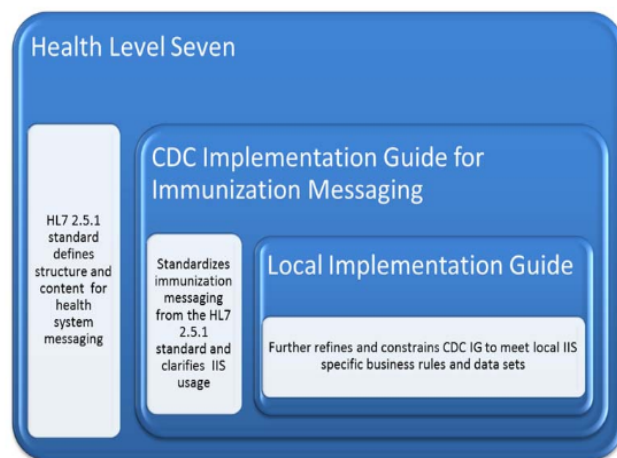 Health Level Seven
HL7 2.5.1
standard
defines
structure and
content for
health
system
messaging
CDC Implementation Guide for
Immunization Messaging
Standardizes
immunization
messaging
from the HL7
2.5.1
standard and
clarifies IIS
usage
Local Implementation Guide
Further refines and constrains CDC IG to meet local IIS
specific business rules and data sets